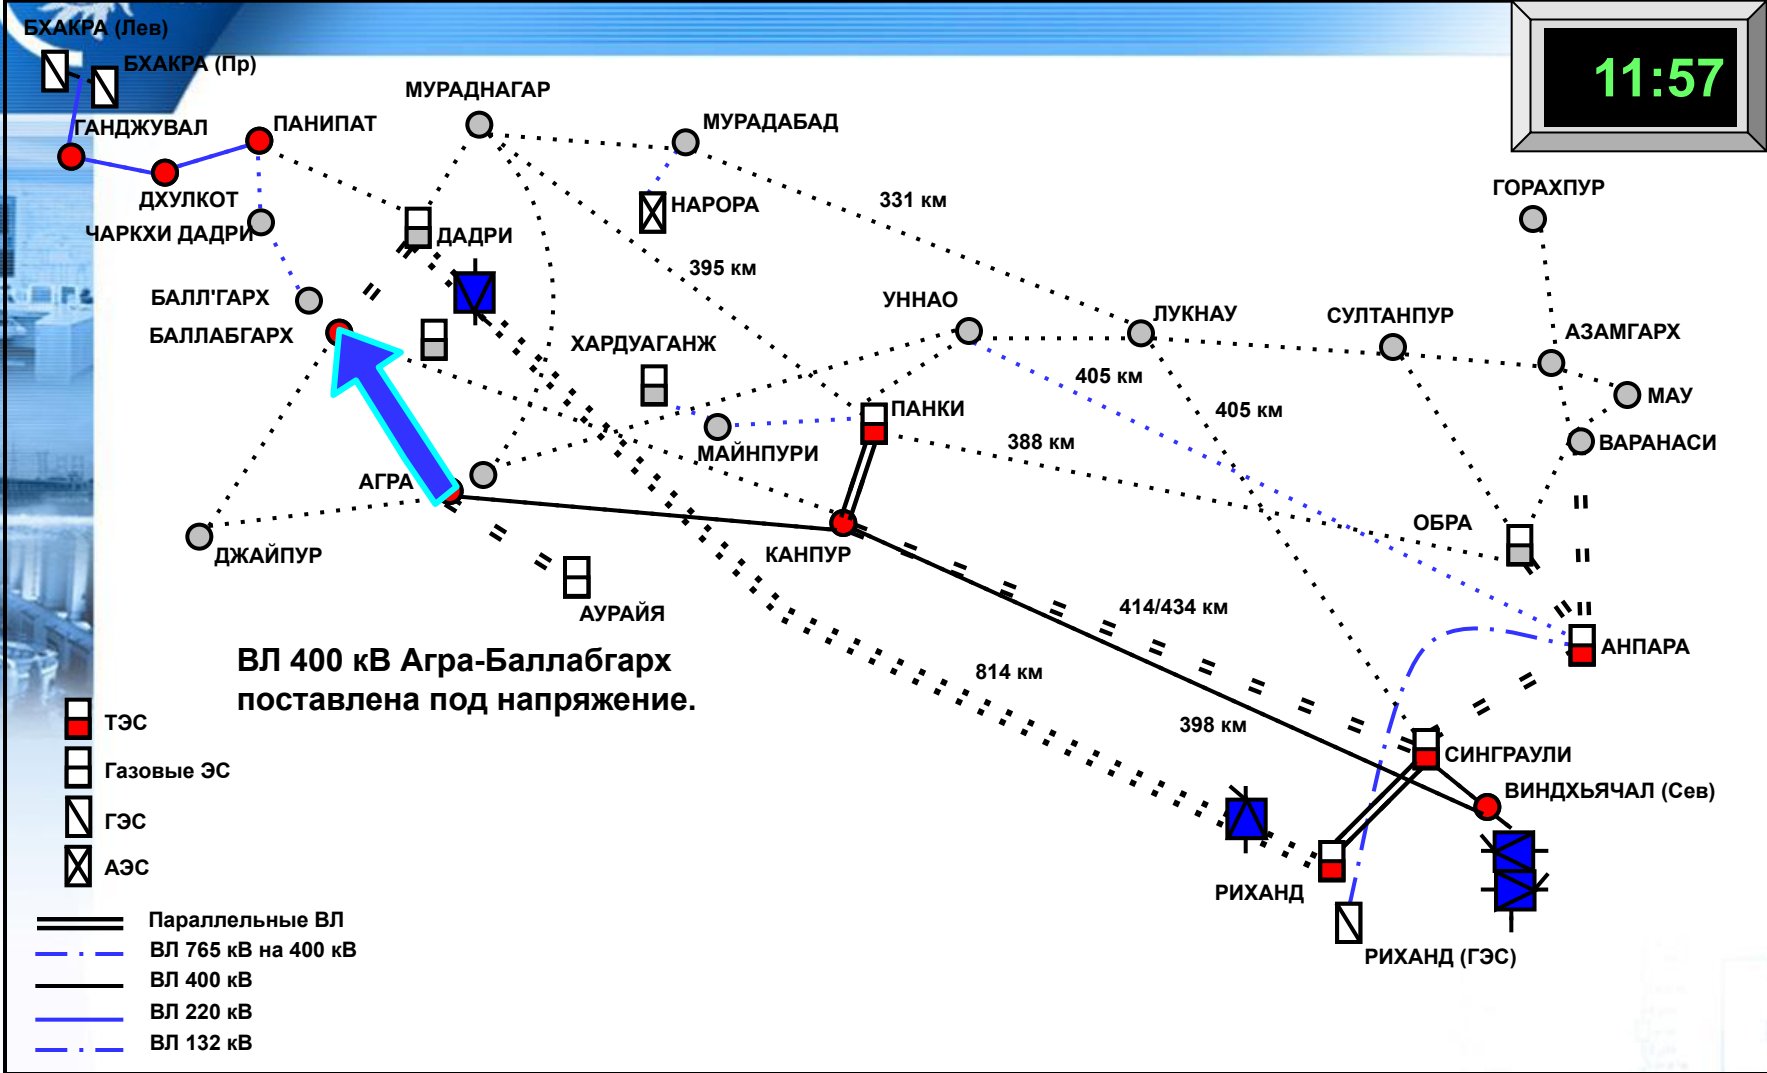 БХАКРА (Лев)
БХАКРА (Пр)
11:57
МУРАДНАГАР
МУРАДАБАД
ГАНДЖУВАЛ
ПАНИПАТ
ДХУЛКОТ
ЧАРКХИ ДАДРИ
ДАДРИ
НАРОРА
331 км
ГОРАХПУР
395 км
БАЛЛ'ГАРХ
БАЛЛАБГАРХ
УННАО
ЛУКНАУ
СУЛТАНПУР
АЗАМГАРХ
ХАРДУАГАНЖ
405 км
405 км
МАУ
ПАНКИ
388 км
ВАРАНАСИ
МАЙНПУРИ
АГРА
ОБРА
ДЖАЙПУР
КАНПУР
АУРАЙЯ
414/434 км
АНПАРА
ВЛ 400 кВ Агра-Баллабгарх
поставлена под напряжение.
814 км
398 км
СИНГРАУЛИ
ВИНДХЬЯЧАЛ (Сев)
РИХАНД
РИХАНД (ГЭС)
ТЭС
Газовые ЭС
ГЭС
АЭС
Параллельные ВЛ
ВЛ 765 кВ на 400 кВ
ВЛ 400 кВ
ВЛ 220 кВ
ВЛ 132 кВ